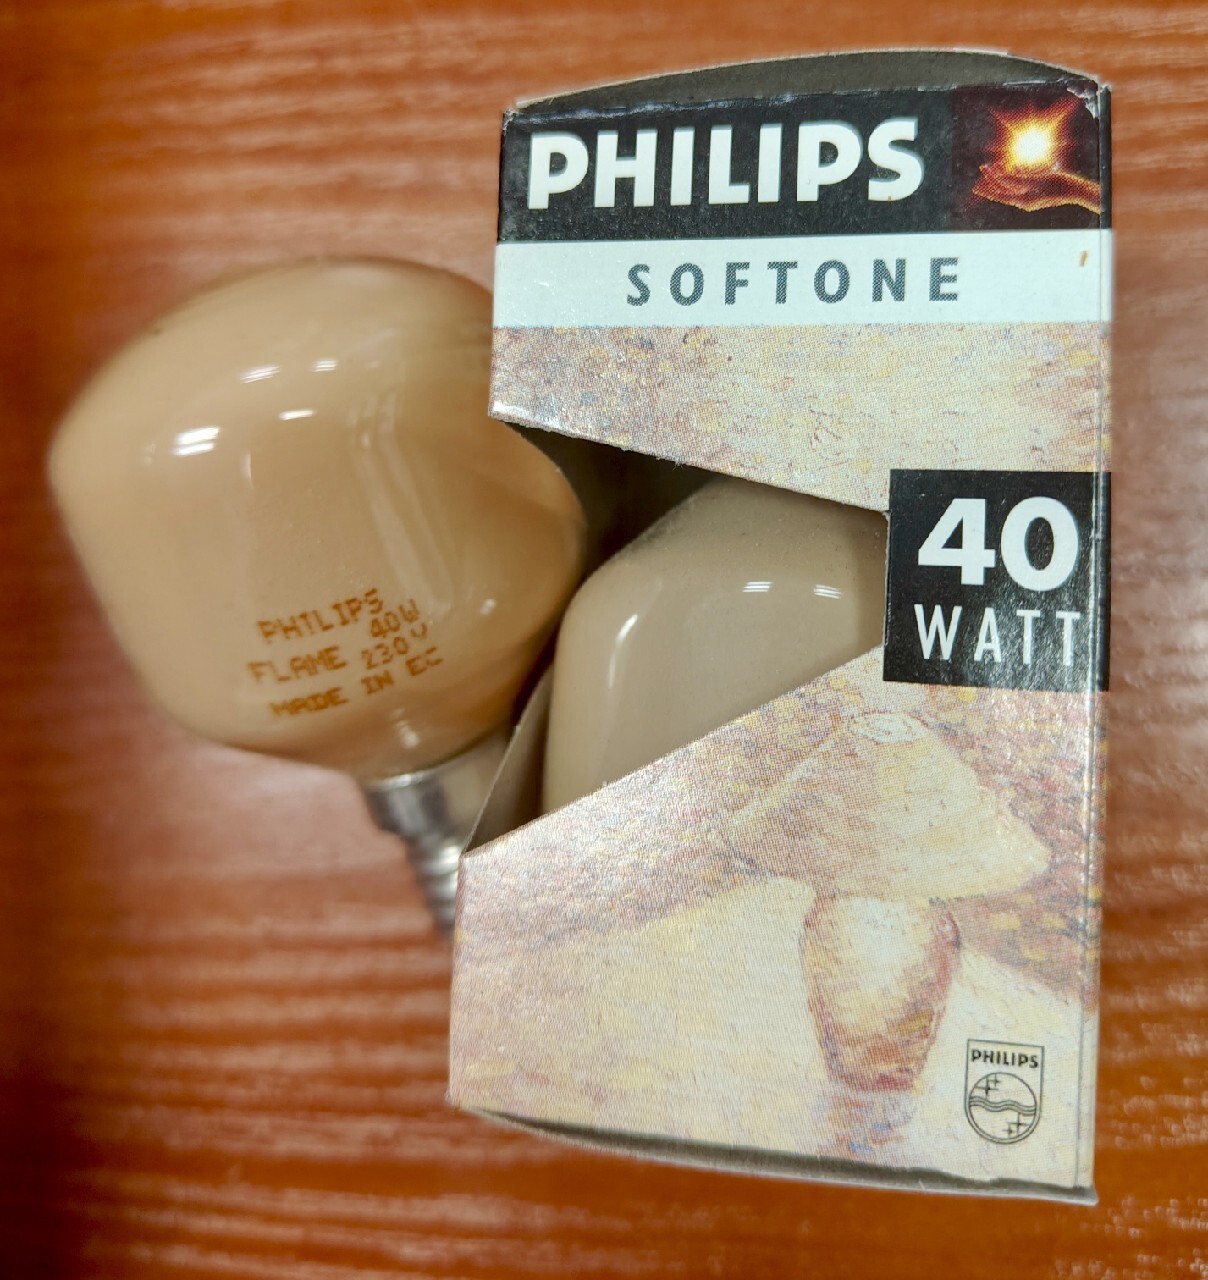 PHILIPS
SOFTONE
40
WATT
PHILIPS
PHILIPS
40W
FLAME 230V
MADE IN EC